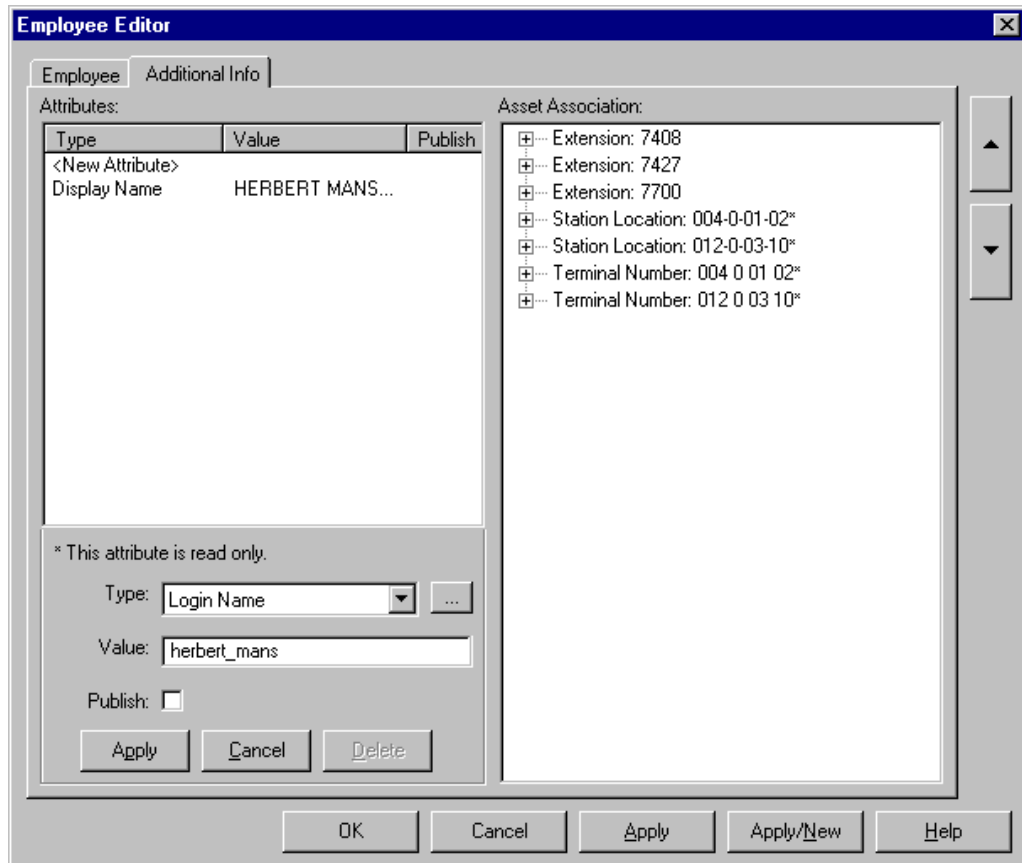 Employee Editor
Employee
Additional Info
Attributes:
Type Value Publish
<New Attribute>
Display Name HERBERT MANS...
* This attribute is read only.
Type: Login Name ...
Value: herbert_mans
Publish:
Apply Cancel Delete
Asset Association:
Extension: 7408
Extension: 7427
Extension: 7700
Station Location: 004-0-01-02*
Station Location: 012-0-03-10*
Terminal Number: 004 0 01 02*
Terminal Number: 012 0 03 10*
OK Cancel Apply Apply/New Help